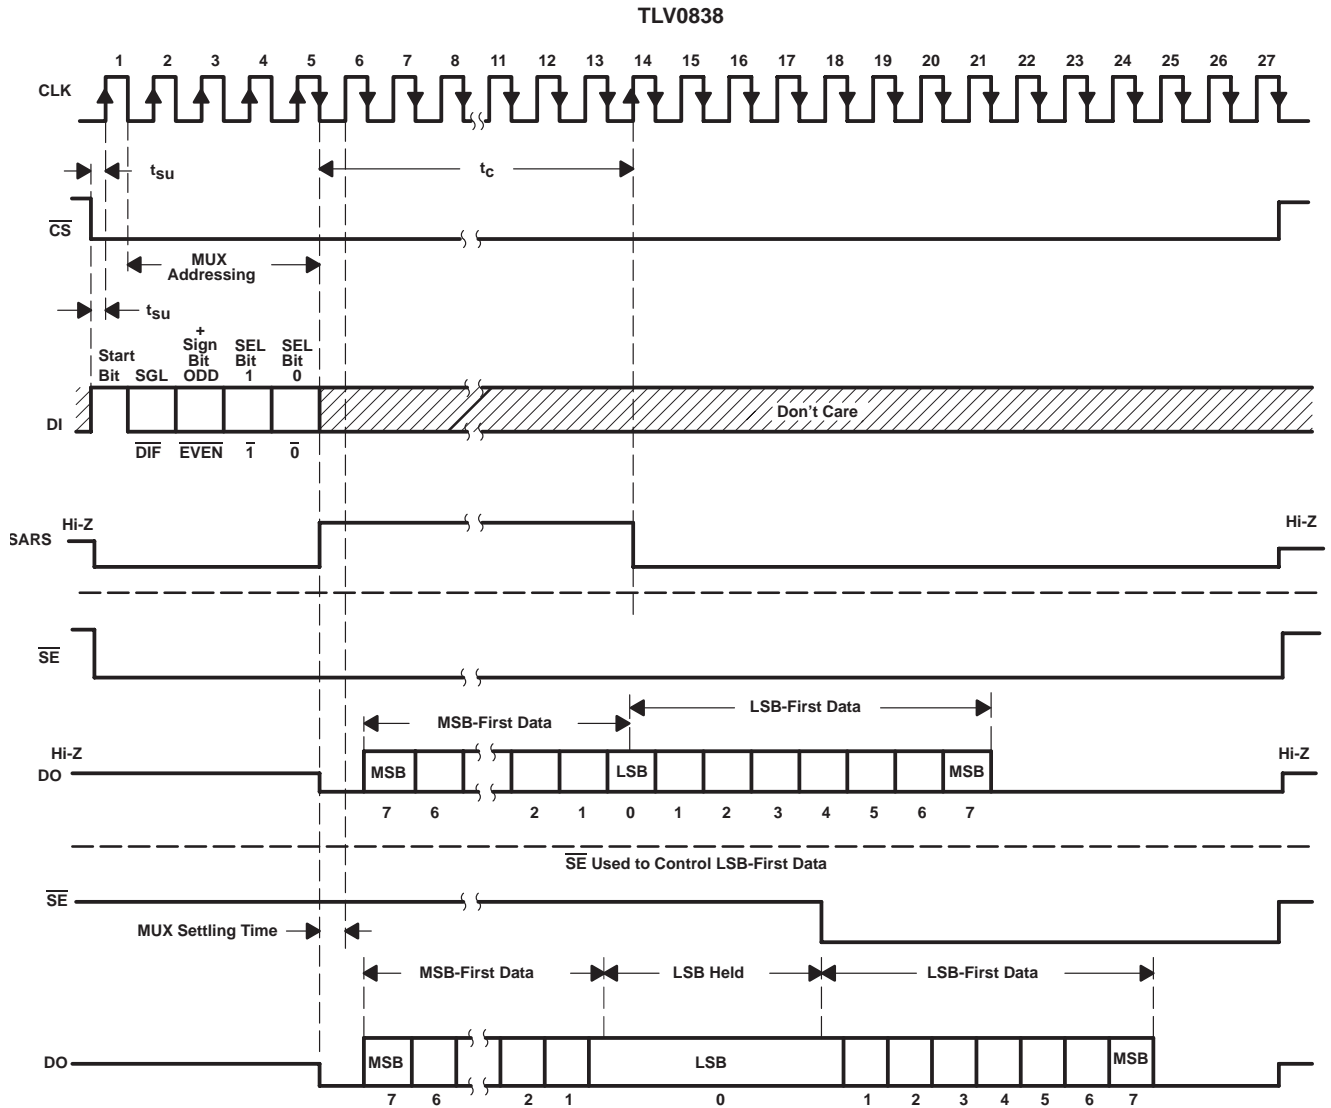 TLV0838
1 2 3 4 5 6 7 8 11 12 13 14 15 16 17 18 19 20 21 22 23 24 25 26 27
CLK
tsu
tc
CS
MUX
Addressing
tsu
Start
Bit
SGL
+
Sign
Bit
ODD
SEL
Bit
1
SEL
Bit
0
DI
Don't Care
DIF EVEN 1 0
Hi-Z
SARS
Hi-Z
SE
MSB-First Data
LSB-First Data
Hi-Z
DO
MSB LSB MSB
Hi-Z
7 6 2 1 0 1 2 3 4 5 6 7
SE Used to Control LSB-First Data
SE
MUX Settling Time
MSB-First Data LSB Held LSB-First Data
DO
MSB LSB MSB
7 6 2 1 0 1 2 3 4 5 6 7